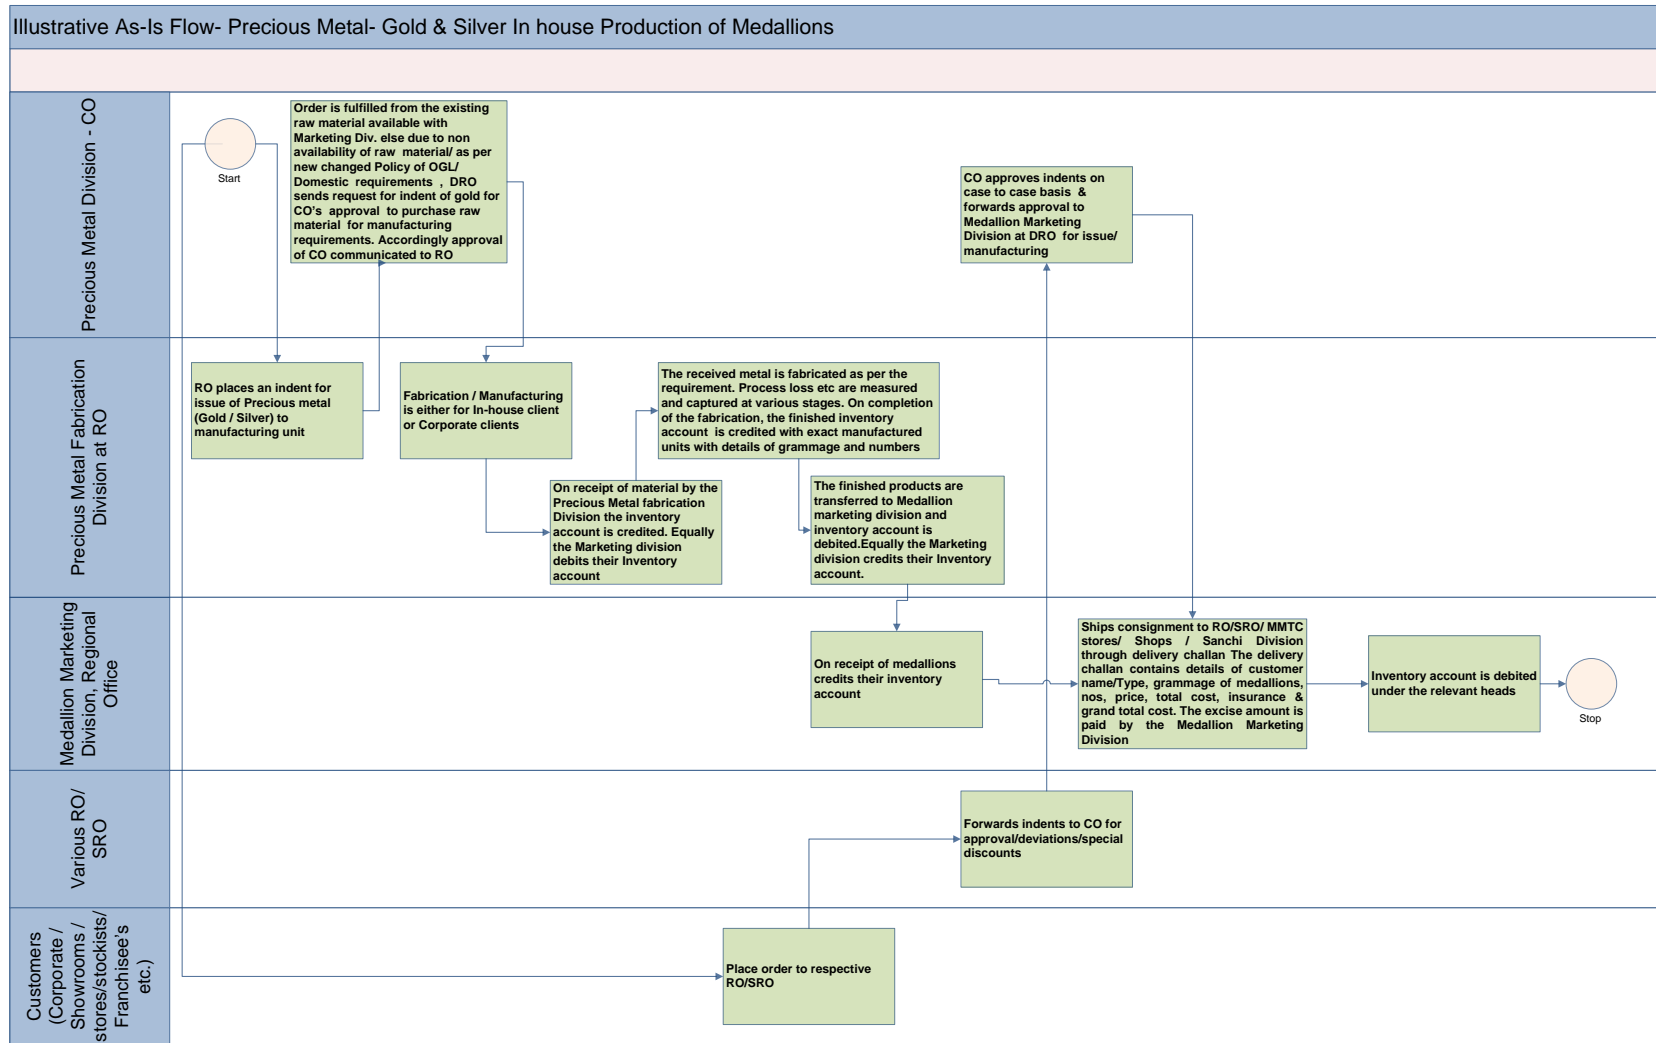 Illustrative As-Is Flow- Precious Metal- Gold & Silver In house Production of Medallions
Precious Metal Division - CO
Start
Order is fulfilled from the existing
raw material available with
Marketing Div. else due to non
availability of raw material/ as per
new changed Policy of OGL/
Domestic requirements , DRO
sends request for indent of gold for
CO's approval to purchase raw
material for manufacturing
requirements. Accordingly approval
of CO communicated to RO
CO approves indents on
case to case basis &
forwards approval to
Medallion Marketing
Division at DRO for issue/
manufacturing
Precious Metal Fabrication
Division at RO
RO places an indent for
issue of Precious metal
(Gold / Silver) to
manufacturing unit
Fabrication / Manufacturing
is either for In-house client
or Corporate clients
On receipt of material by the
Precious Metal fabrication
Division the inventory
account is credited. Equally
the Marketing division
debits their Inventory
account
The received metal is fabricated as per the
requirement. Process loss etc are measured
and captured at various stages. On completion
of the fabrication, the finished inventory
account is credited with exact manufactured
units with details of grammage and numbers
The finished products are
transferred to Medallion
marketing division and
inventory account is
debited.Equally the Marketing
division credits their Inventory
account.
Medallion Marketing
Division, Regional
Office
On receipt of medallions
credits their inventory
account
Ships consignment to RO/SRO/ MMTC
stores/ Shops / Sanchi Division
through delivery challan The delivery
challan contains details of customer
name/Type, grammage of medallions,
nos, price, total cost, insurance &
grand total cost. The excise amount is
paid by the Medallion Marketing
Division
Inventory account is debited
under the relevant heads
Stop
Various RO/
SRO
Forwards indents to CO for
approval/deviations/special
discounts
Customers
(Corporate /
Showrooms /
stores/stockists/
Franchisee's
etc.)
Place order to respective
RO/SRO